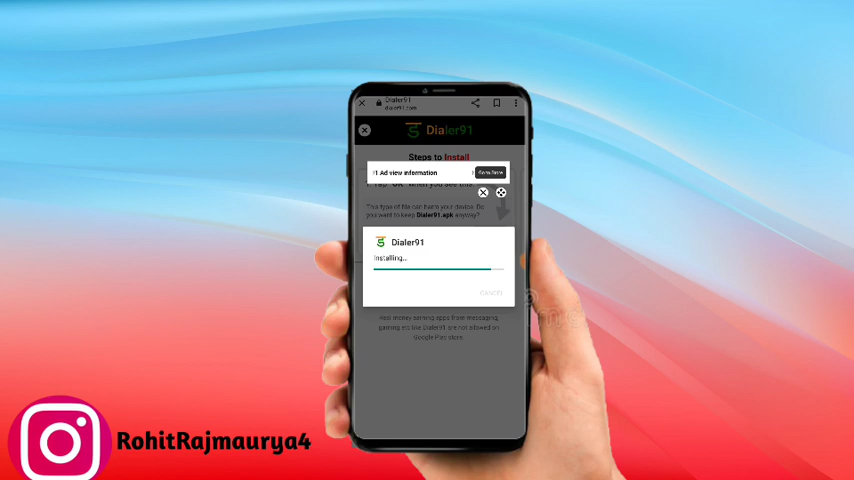 Dialer91
dialer91.com
Dialer91
Steps to Install
Ad view information
1. Tap "OK" when you see this.
This type of file can harm your device. Do
you want to keep Dialer91.apk anyway?
Dialer91
Installing...
CANCEL
Real money earning apps from messaging,
gaming etc like Dialer91 are not allowed on
Google Play store.
RohitRajmaurya4